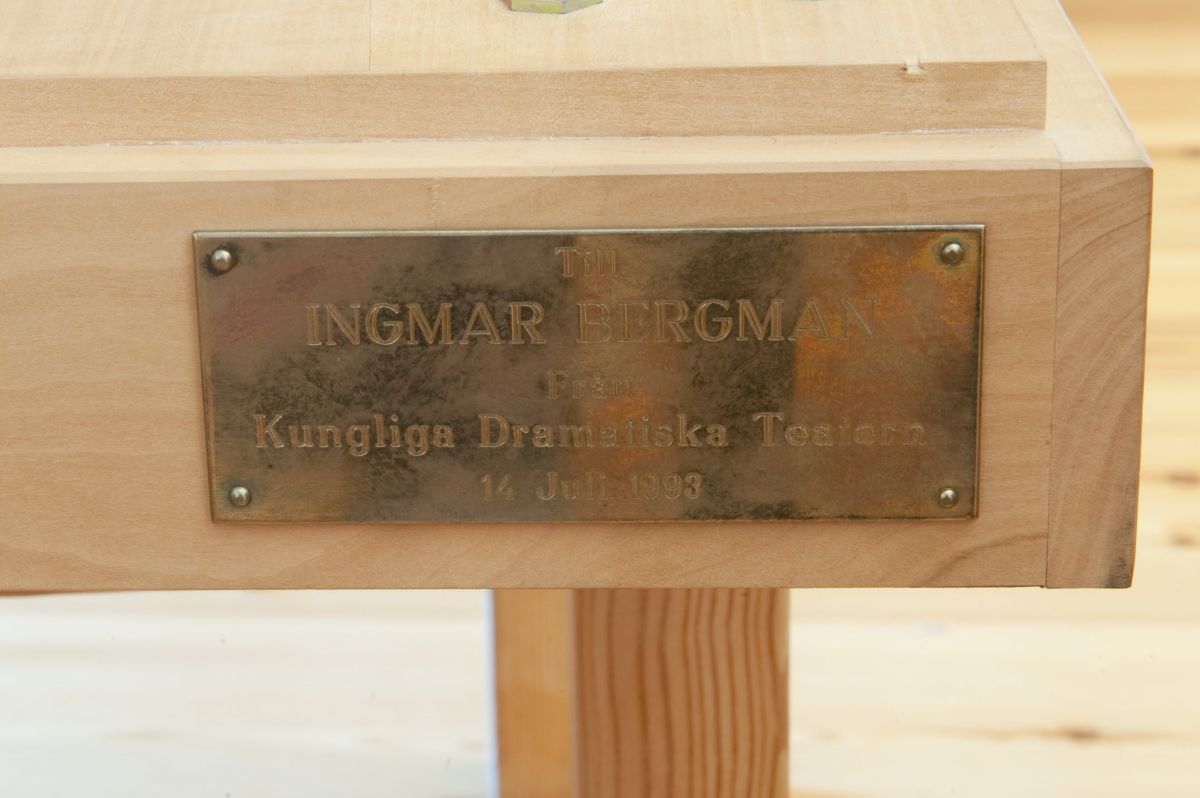 Till
INGMAR BERGMAN
Från
Kungliga Dramatiska Teatern
14 Juli 1993